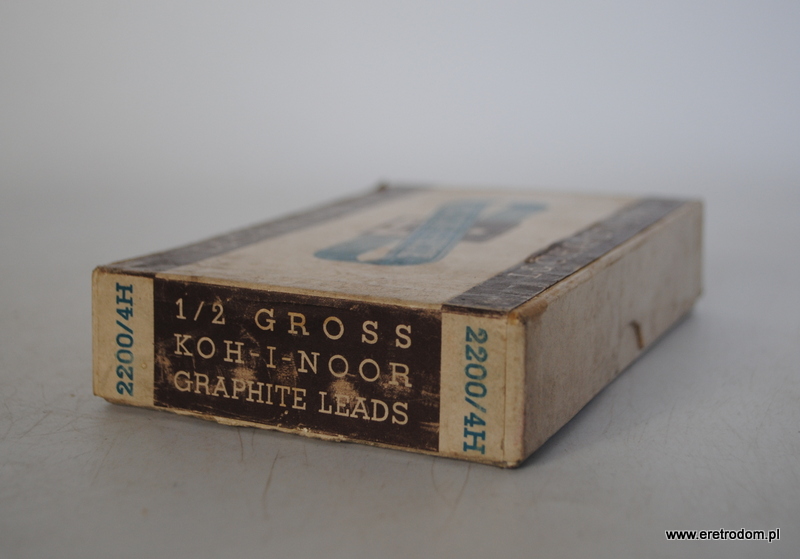 2200/4H
1/2 GROSS
KOH-I-NOOR
GRAPHITE LEADS
2200/4H
www.eretrodom.pl